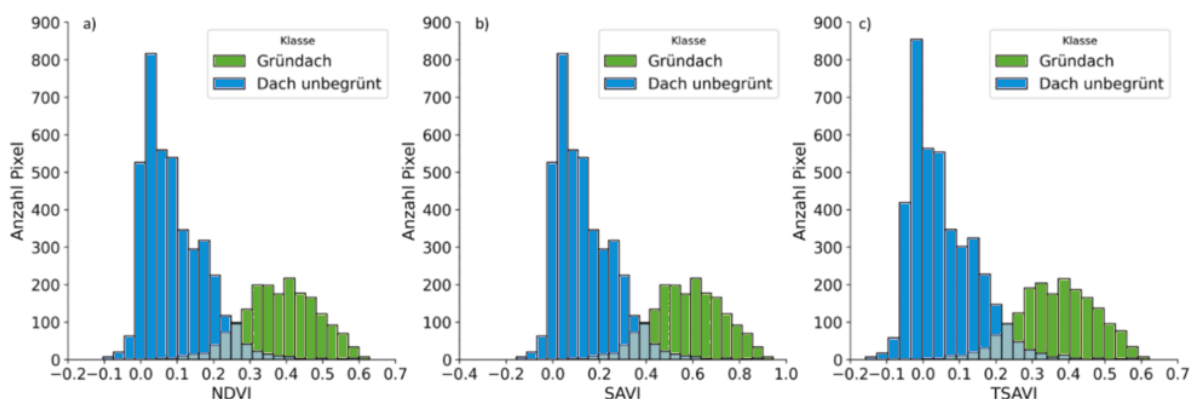 a)
900
800
700
600
500
400
300
200
100
0
Anzahl Pixel
Klasse
Gründach
Dach unbegrünt
−0.2 −0.1 0.0 0.1 0.2 0.3 0.4 0.5 0.6 0.7
NDVI
b)
900
800
700
600
500
400
300
200
100
0
Anzahl Pixel
Klasse
Gründach
Dach unbegrünt
−0.4 −0.2 0.0 0.2 0.4 0.6 0.8 1.0
SAVI
c)
900
800
700
600
500
400
300
200
100
0
Anzahl Pixel
Klasse
Gründach
Dach unbegrünt
−0.2 −0.1 0.0 0.1 0.2 0.3 0.4 0.5 0.6 0.7
TSAVI